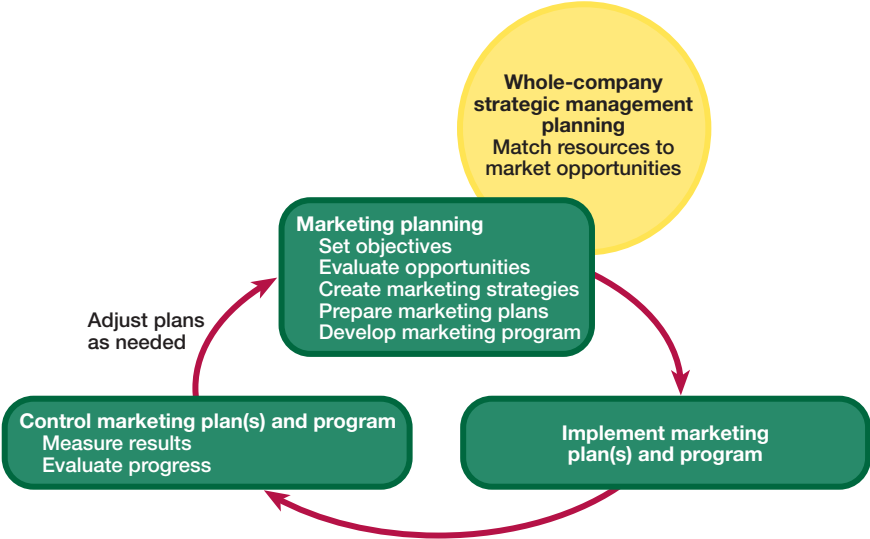 Whole-company
strategic management
planning
Match resources to
market opportunities
Marketing planning
Set objectives
Evaluate opportunities
Create marketing strategies
Prepare marketing plans
Develop marketing program
Adjust plans
as needed
Control marketing plan(s) and program
Measure results
Evaluate progress
Implement marketing
plan(s) and program